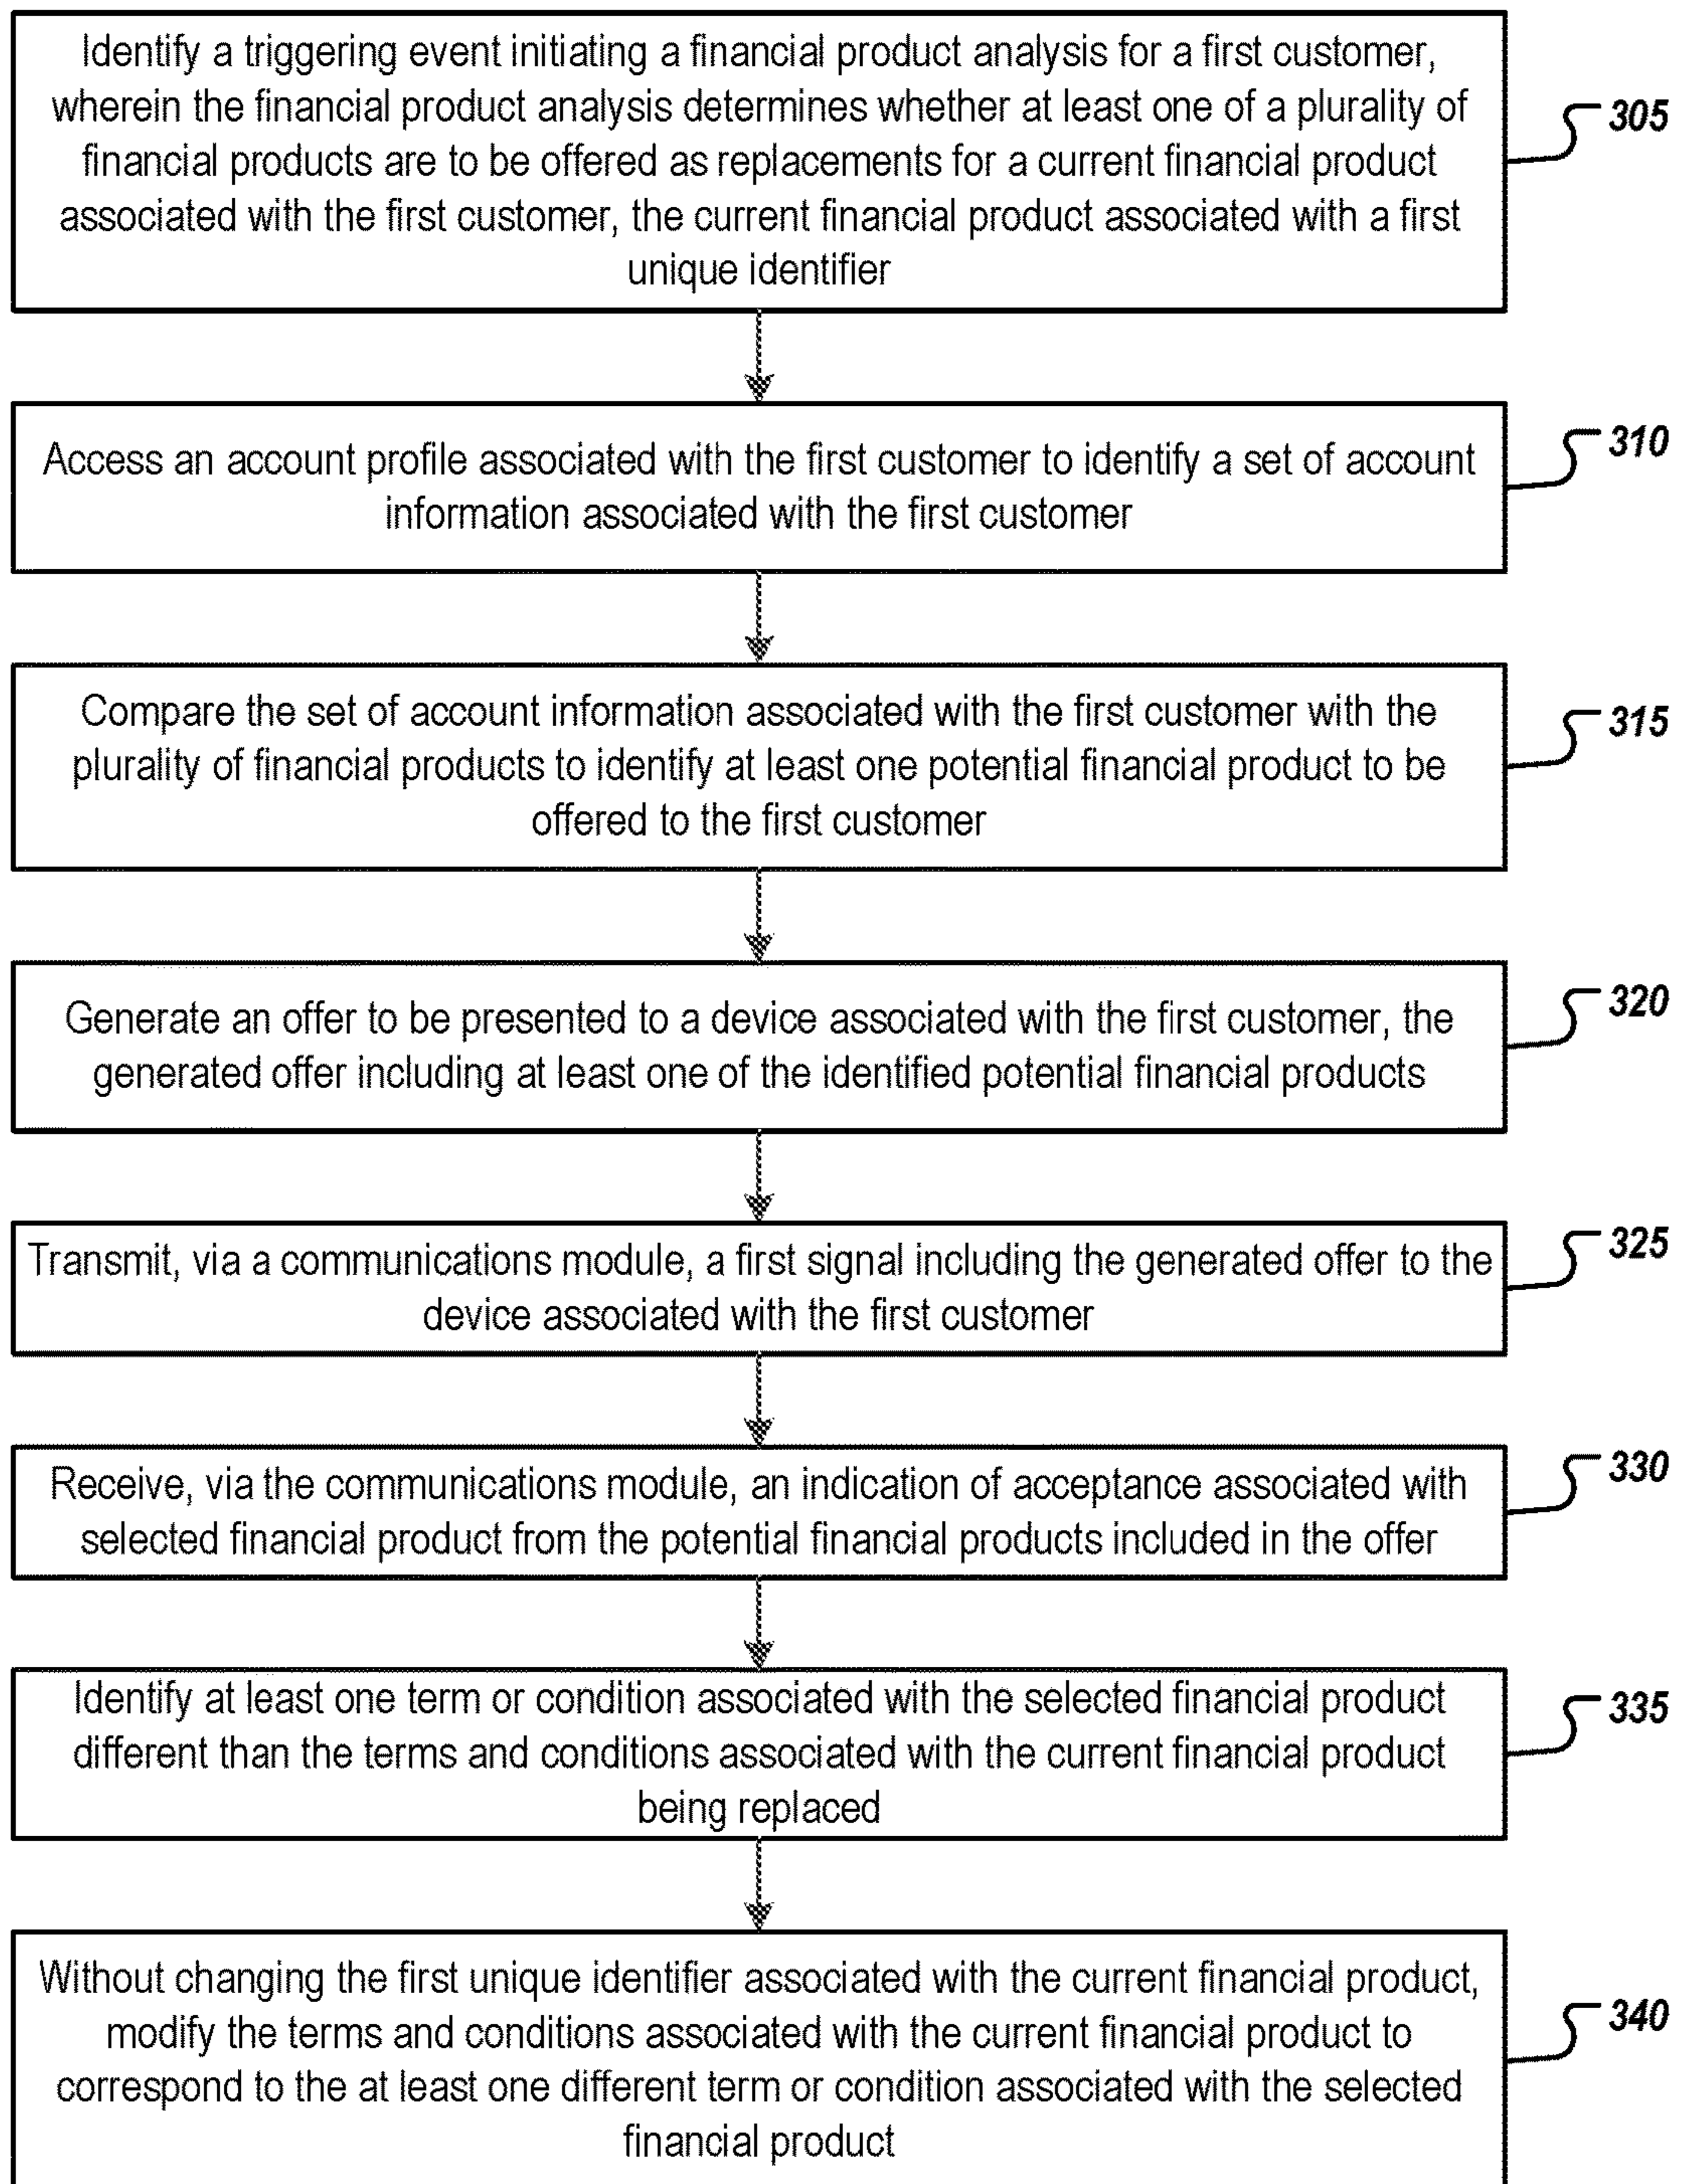 Identify a triggering event initiating a financial product analysis for a first customer,
wherein the financial product analysis determines whether at least one of a plurality of
financial products are to be offered as replacements for a current financial product
associated with the first customer, the current financial product associated with a first
unique identifier
305
Access an account profile associated with the first customer to identify a set of account
information associated with the first customer
310
Compare the set of account information associated with the first customer with the
plurality of financial products to identify at least one potential financial product to be
offered to the first customer
315
Generate an offer to be presented to a device associated with the first customer, the
generated offer including at least one of the identified potential financial products
320
Transmit, via a communications module, a first signal including the generated offer to the
device associated with the first customer
325
Receive, via the communications module, an indication of acceptance associated with
selected financial product from the potential financial products included in the offer
330
Identify at least one term or condition associated with the selected financial product
different than the terms and conditions associated with the current financial product
being replaced
335
Without changing the first unique identifier associated with the current financial product,
modify the terms and conditions associated with the current financial product to
correspond to the at least one different term or condition associated with the selected
financial product
340